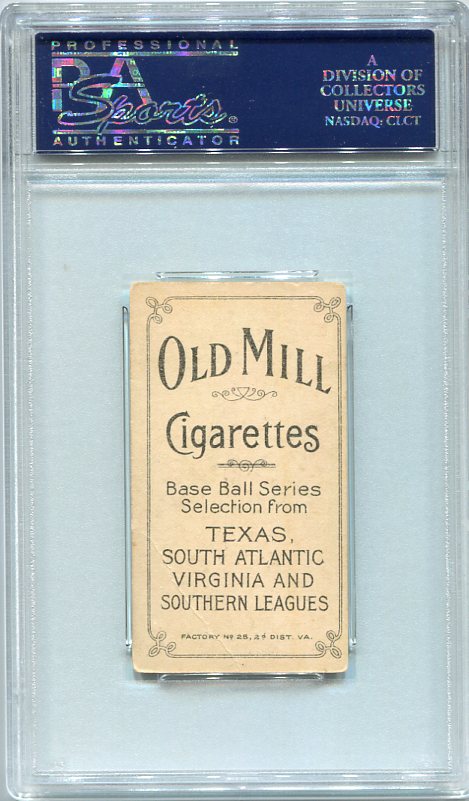 PROFESSIONAL
PSA
Sports®
AUTHENTICATOR
A
DIVISION OF
COLLECTORS
UNIVERSE
NASDAQ: CLCT
OLD MILL
Cigarettes
Base Ball Series
Selection from
TEXAS,
SOUTH ATLANTIC
VIRGINIA AND
SOUTHERN LEAGUES
FACTORY Nº 25, 2ᵈ DIST. VA.